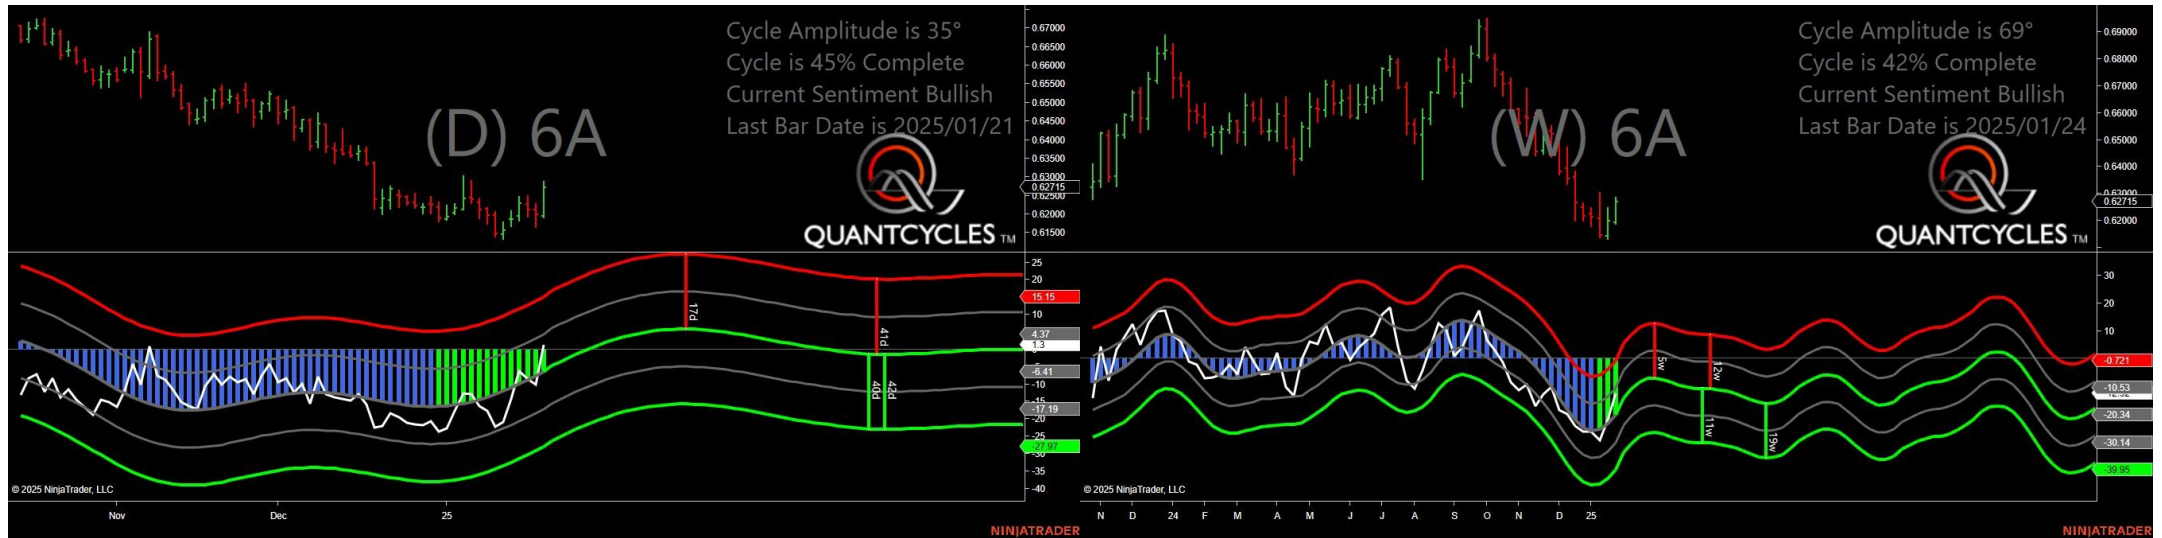 Cycle Amplitude is 35°
Cycle is 45% Complete
Current Sentiment Bullish
Last Bar Date is 2025/01/21
(D) 6A
QUANTCYCLES TM
0.67000
0.66500
0.66000
0.65500
0.65000
0.64500
0.64000
0.63500
0.63000
0.62715
0.62500
0.62000
0.61500
25
20
15.15
10
4.37
1.3
-6.41
-10
-15
-17.19
-20
-25
-27.97
-30
-35
-40
17d
41d
40d
42d
© 2025 NinjaTrader, LLC
Nov
Dec
25
NINJATRADER
Cycle Amplitude is 69°
Cycle is 42% Complete
Current Sentiment Bullish
Last Bar Date is 2025/01/24
(W) 6A
QUANTCYCLES TM
0.69000
0.68000
0.67000
0.66000
0.65000
0.64000
0.63000
0.62715
0.62000
30
20
10
-0.721
-10.53
-20.34
-30.14
-39.95
5w
12w
11w
19w
© 2025 NinjaTrader, LLC
N
D
24
F
M
A
M
J
J
A
S
O
N
D
25
NINJATRADER